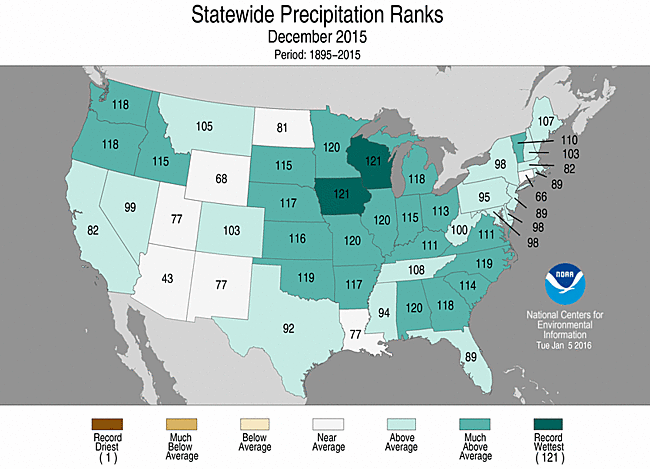 Statewide Precipitation Ranks
December 2015
Period: 1895–2015
118
105
81
107
118
115
68
115
120
121
118
98
110
103
82
89
66
89
98
98
82
99
77
103
117
121
116
120
120
115
113
95
100
111
111
43
77
119
117
108
119
114
92
77
94
120
118
89
NOAA
National Centers for
Environmental
Information
Tue Jan 5 2016
Record
Driest
(1)
Much
Below
Average
Below
Average
Near
Average
Above
Average
Much
Above
Average
Record
Wettest
(121)